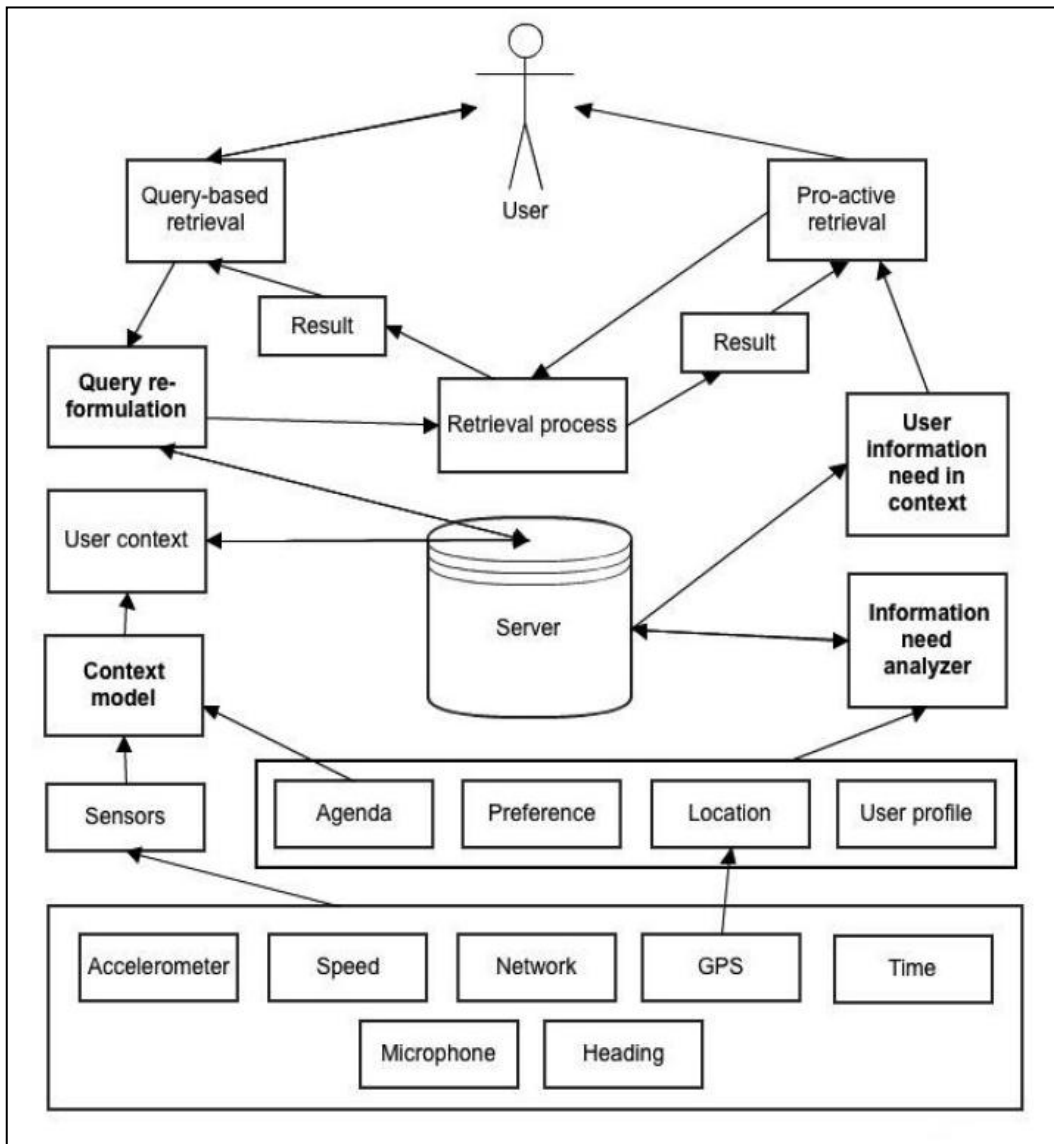 User
Query-based
retrieval
Pro-active
retrieval
Result
Result
Query re-
formulation
Retrieval process
User
information
need in
context
User context
Server
Information
need
analyzer
Context
model
Sensors
Agenda
Preference
Location
User profile
Accelerometer
Speed
Network
GPS
Time
Microphone
Heading